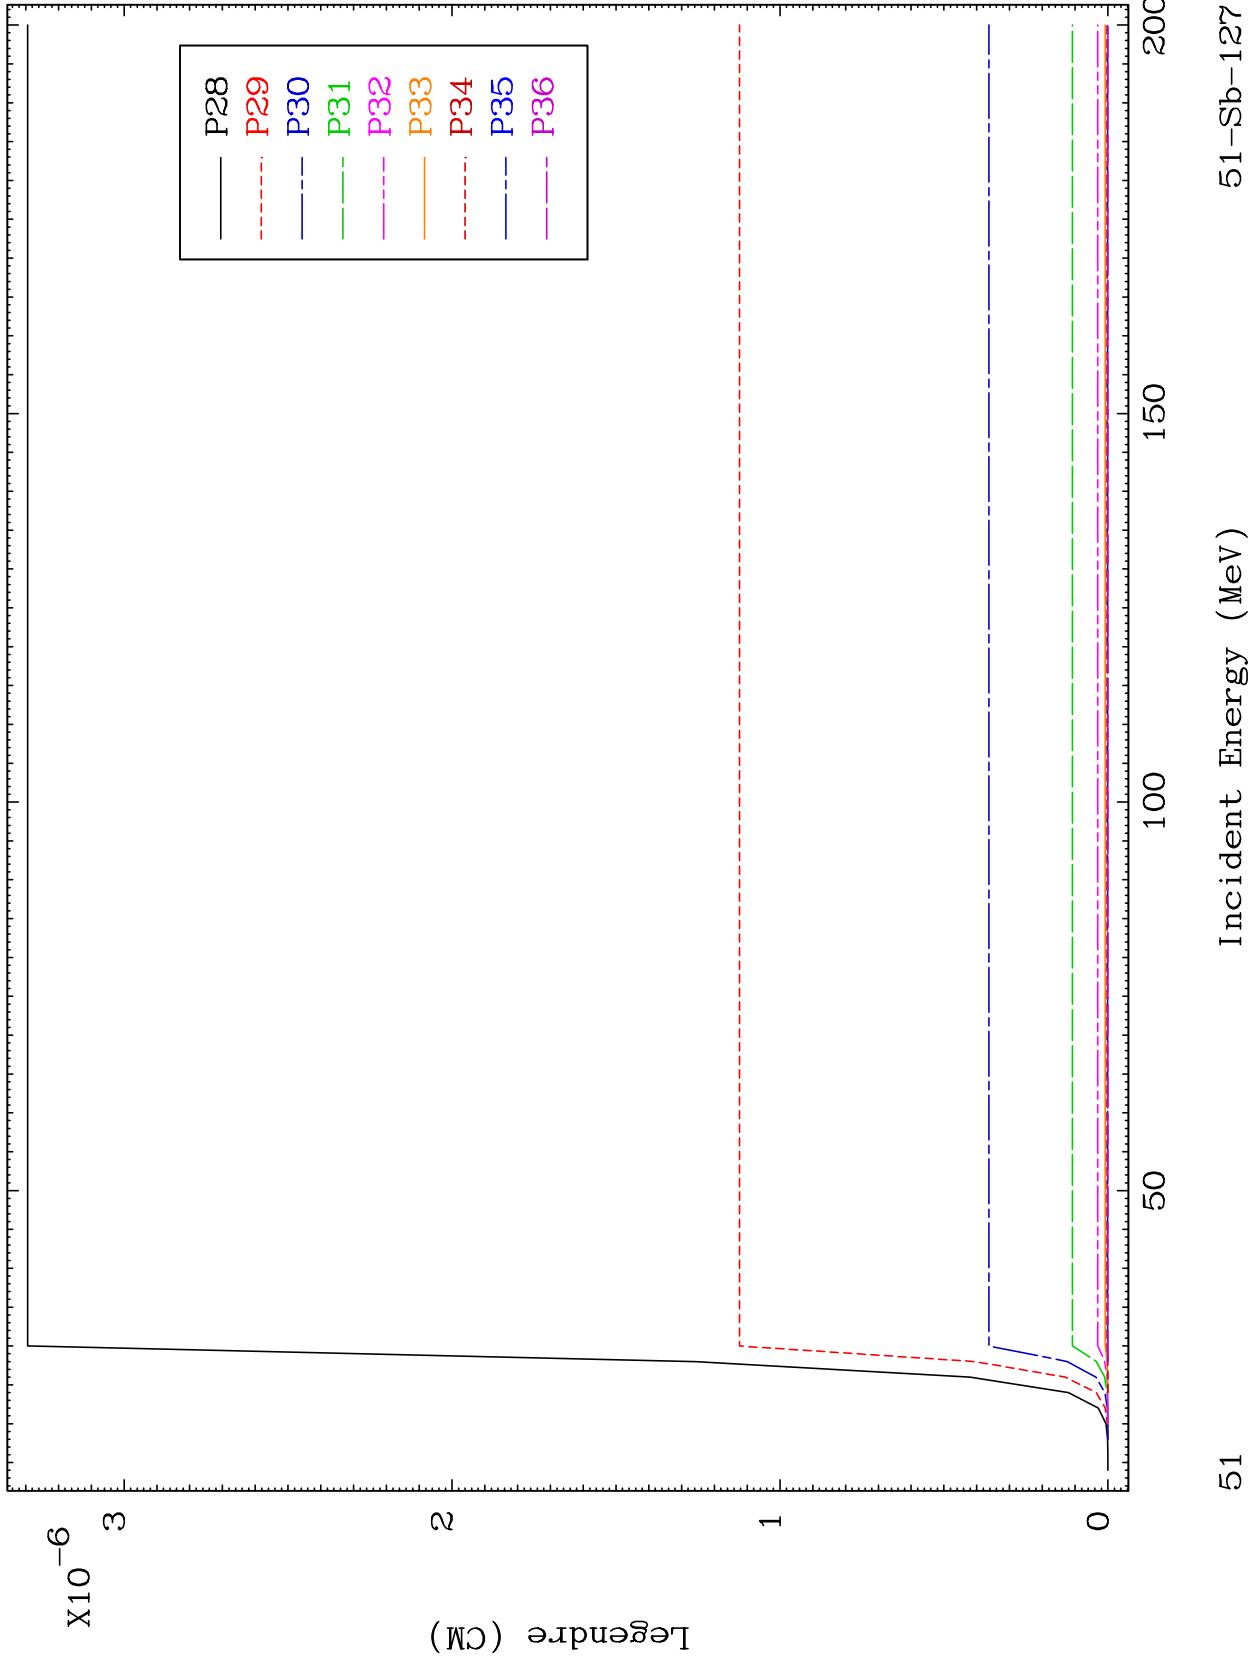 X10-6
3
2
1
0
Legendre (CM)
P28
P29
P30
P31
P32
P33
P34
P35
P36
50
100
150
200
Incident Energy (MeV)
51
51-Sb-127